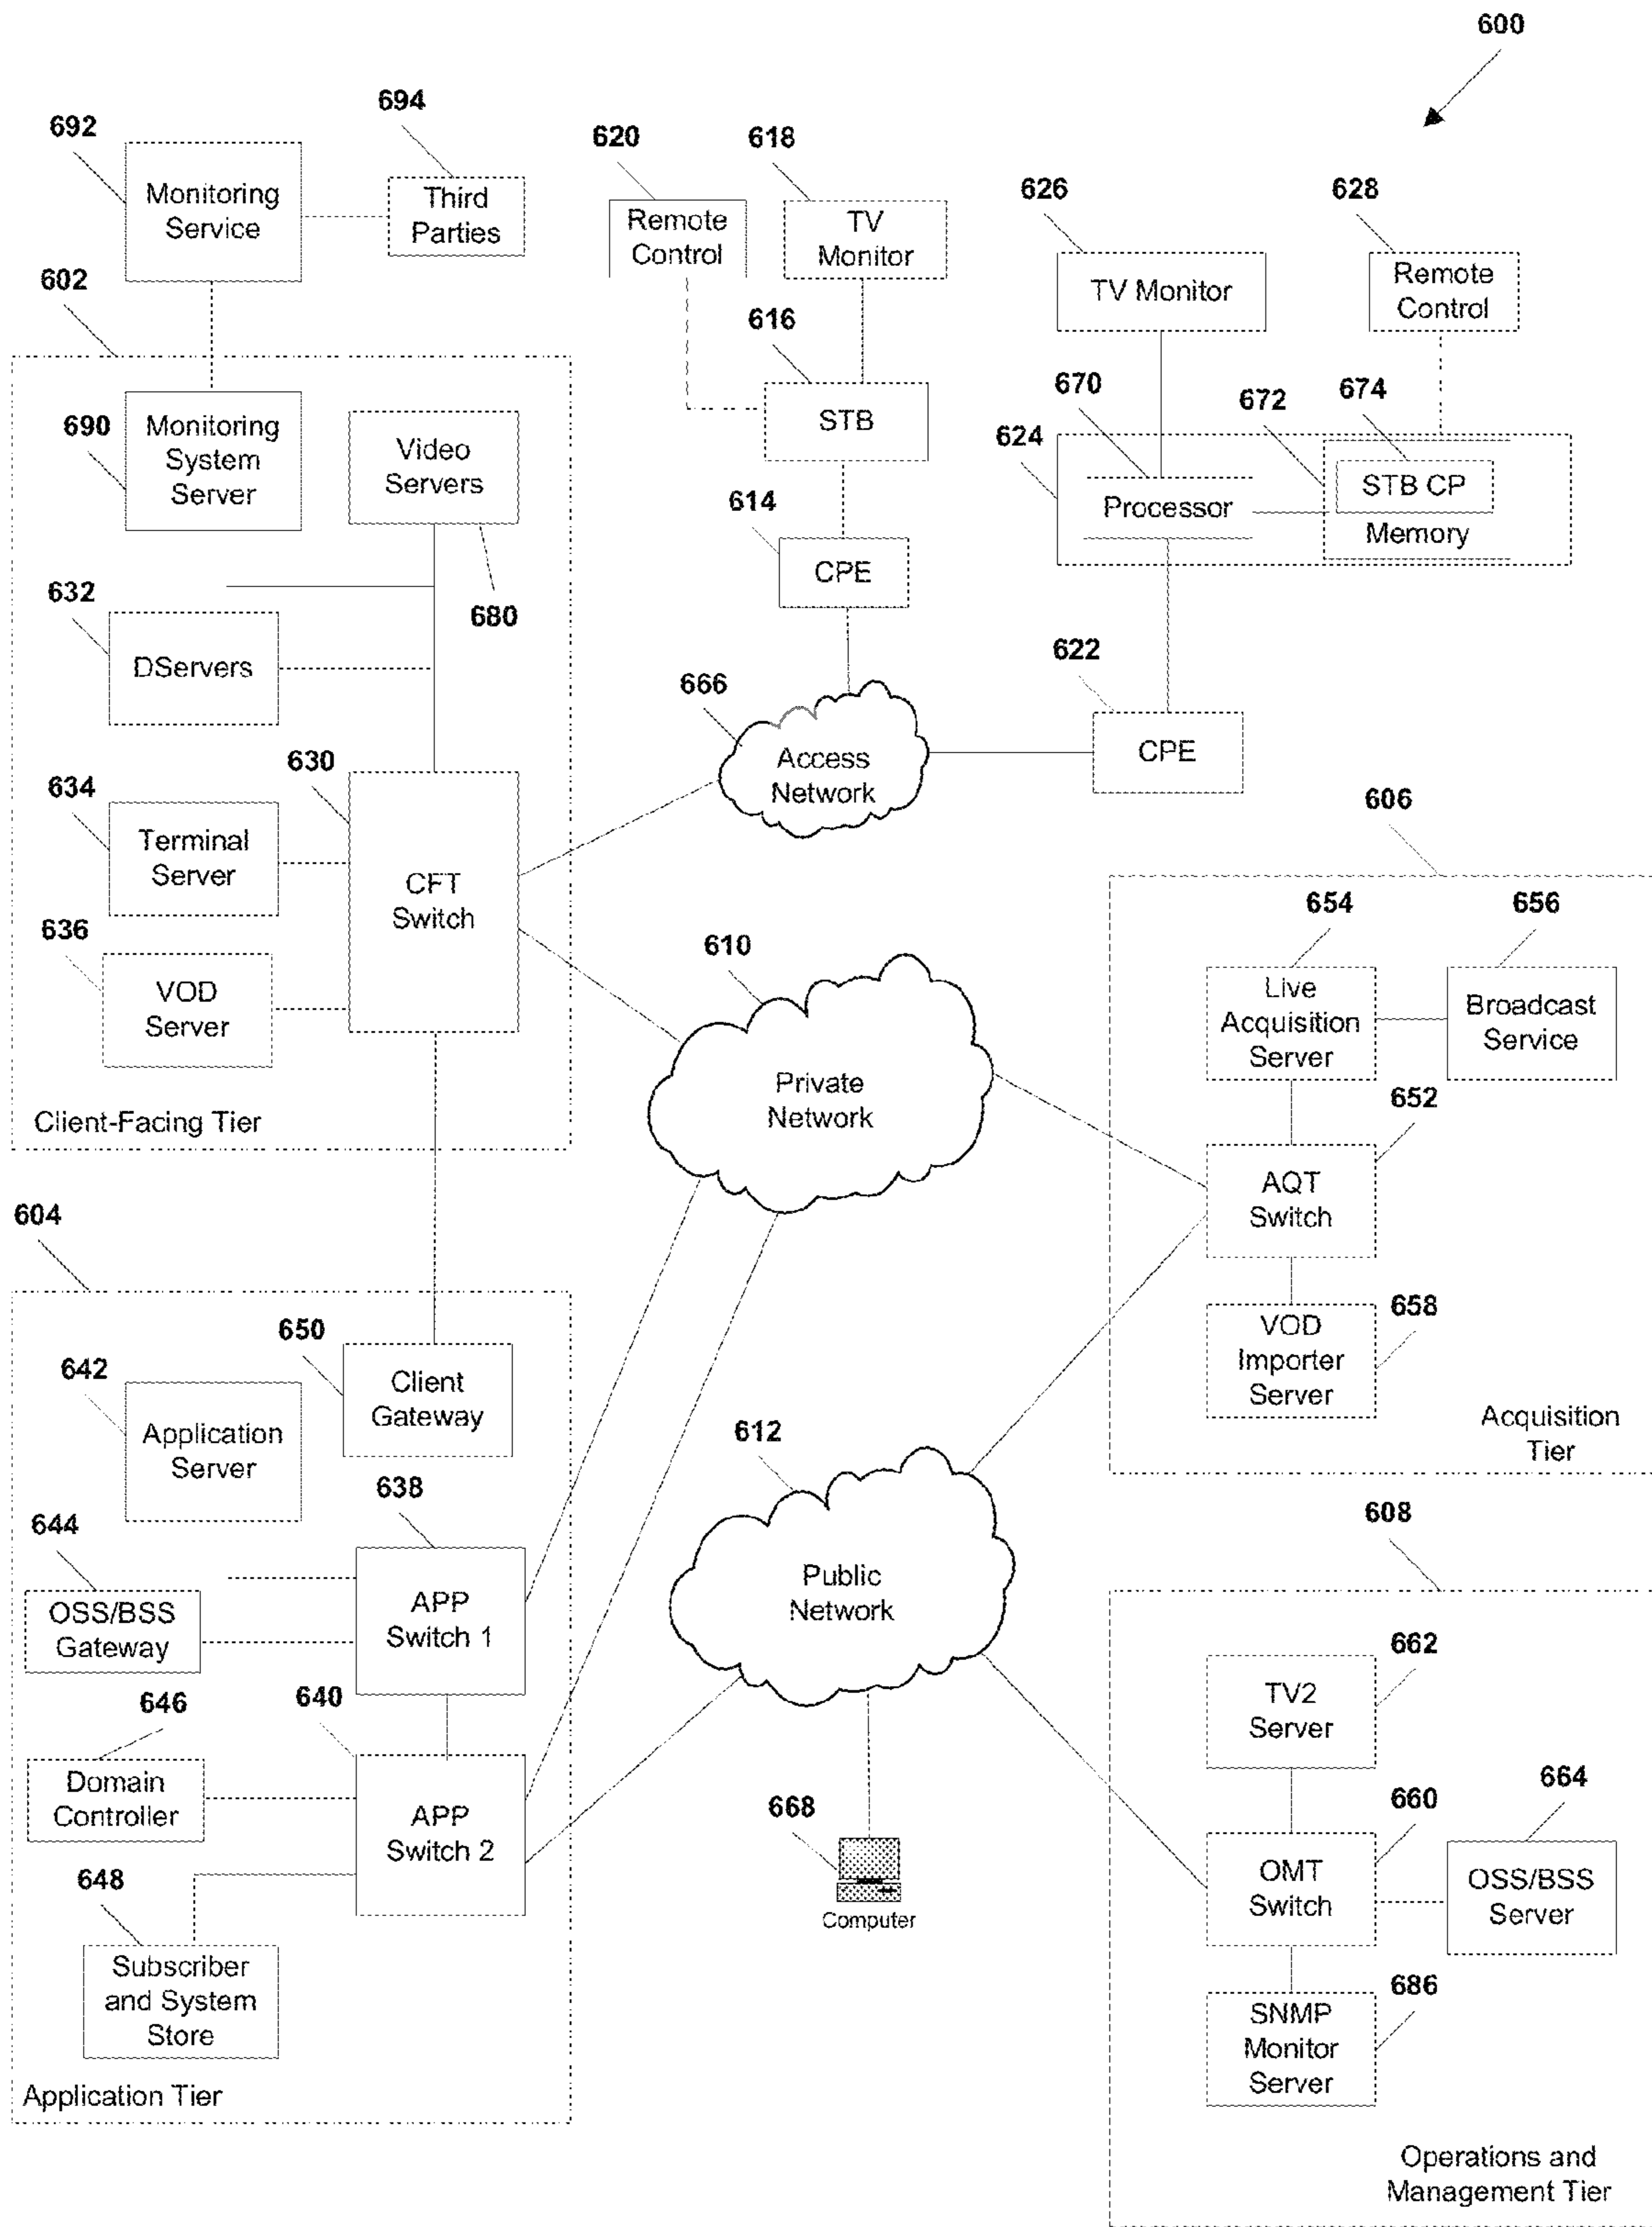 600
694
692
620
618
Monitoring
Service
Third
Parties
626
628
Remote
Control
TV
Monitor
602
TV Monitor
Remote
Control
616
690
Monitoring
System
Server
Video
Servers
STB
670
672
674
624
614
Processor
STB CP
Memory
632
680
CPE
DServers
622
666
630
Access
Network
CPE
634
606
Terminal
Server
CFT
Switch
654
656
636
610
VOD
Server
Live
Acquisition
Server
Broadcast
Service
Private
Network
652
Client-Facing Tier
AQT
Switch
604
658
650
VOD
Importer
Server
642
Client
Gateway
Acquisition
Tier
Application
Server
612
638
608
644
Public
Network
OSS/BSS
Gateway
APP
Switch 1
662
646
640
TV2
Server
Domain
Controller
664
668
660
APP
Switch 2
648
OMT
Switch
OSS/BSS
Server
Computer
Subscriber
and System
Store
686
SNMP
Monitor
Server
Application Tier
Operations and
Management Tier